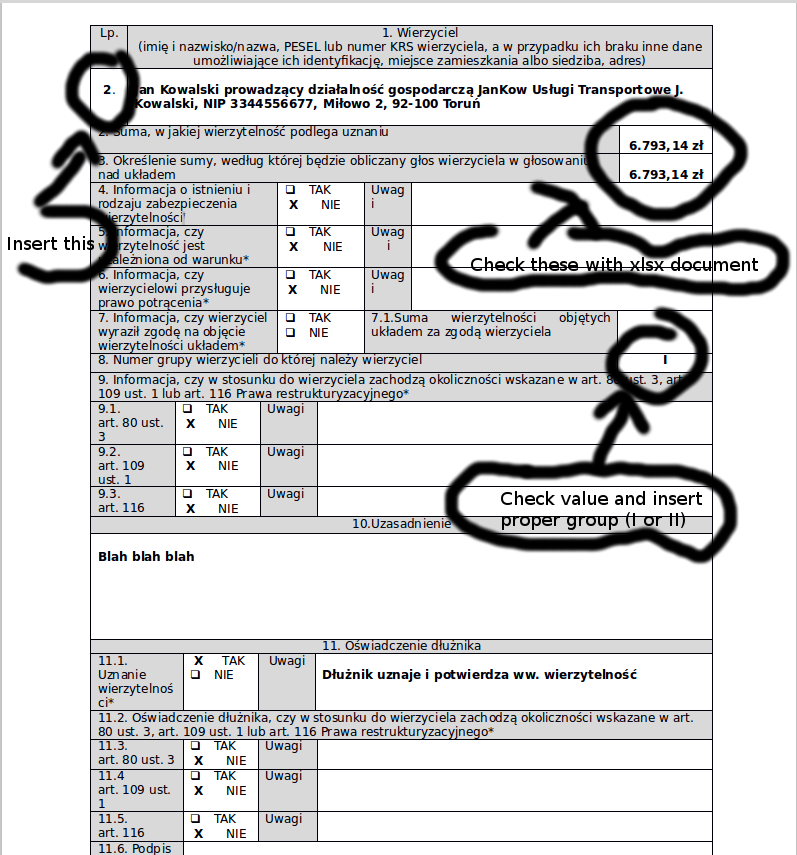 Lp.
1. Wierzyciel
(imię i nazwisko/nazwa, PESEL lub numer KRS wierzyciela, a w przypadku ich braku inne dane
umożliwiające ich identyfikację, miejsce zamieszkania albo siedziba, adres)
2.
Jan Kowalski prowadzący działalność gospodarczą JanKow Usługi Transportowe J.
Kowalski, NIP 3344556677, Miłowo 2, 92-100 Toruń
2. Suma, w jakiej wierzytelność podlega uznaniu
6.793,14 zł
3. Określenie sumy, według której będzie obliczany głos wierzyciela w głosowaniu
nad układem
6.793,14 zł
4. Informacja o istnieniu i
rodzaju zabezpieczenia
wierzytelności
❑ TAK
X NIE
Uwag
i
Insert this
5. Informacja, czy
wierzytelność jest
uzależniona od warunku*
❑ TAK
X NIE
Uwag
i
Check these with xlsx document
6. Informacja, czy
wierzycielowi przysługuje
prawo potrącenia*
❑ TAK
X NIE
Uwag
i
7. Informacja, czy wierzyciel
wyraził zgodę na objęcie
wierzytelności układem*
❑ TAK
❑ NIE
7.1.Suma wierzytelności objętych
układem za zgodą wierzyciela
8. Numer grupy wierzycieli do której należy wierzyciel
I
9. Informacja, czy w stosunku do wierzyciela zachodzą okoliczności wskazane w art. 80 ust. 3, art.
109 ust. 1 lub art. 116 Prawa restrukturyzacyjnego*
9.1.
art. 80 ust.
3
❑ TAK
X NIE
Uwagi
9.2.
art. 109
ust. 1
❑ TAK
X NIE
Uwagi
9.3.
art. 116
❑ TAK
X NIE
Uwagi
Check value and insert
proper group (I or II)
10.Uzasadnienie
Blah blah blah
11. Oświadczenie dłużnika
11.1.
Uznanie
wierzytelnoś
ci*
X TAK
❑ NIE
Uwagi
Dłużnik uznaje i potwierdza ww. wierzytelność
11.2. Oświadczenie dłużnika, czy w stosunku do wierzyciela zachodzą okoliczności wskazane w art.
80 ust. 3, art. 109 ust. 1 lub art. 116 Prawa restrukturyzacyjnego*
11.3.
art. 80 ust. 3
❑ TAK
X NIE
Uwagi
11.4
art. 109 ust.
1
❑ TAK
X NIE
Uwagi
11.5.
art. 116
❑ TAK
X NIE
Uwagi
11.6. Podpis